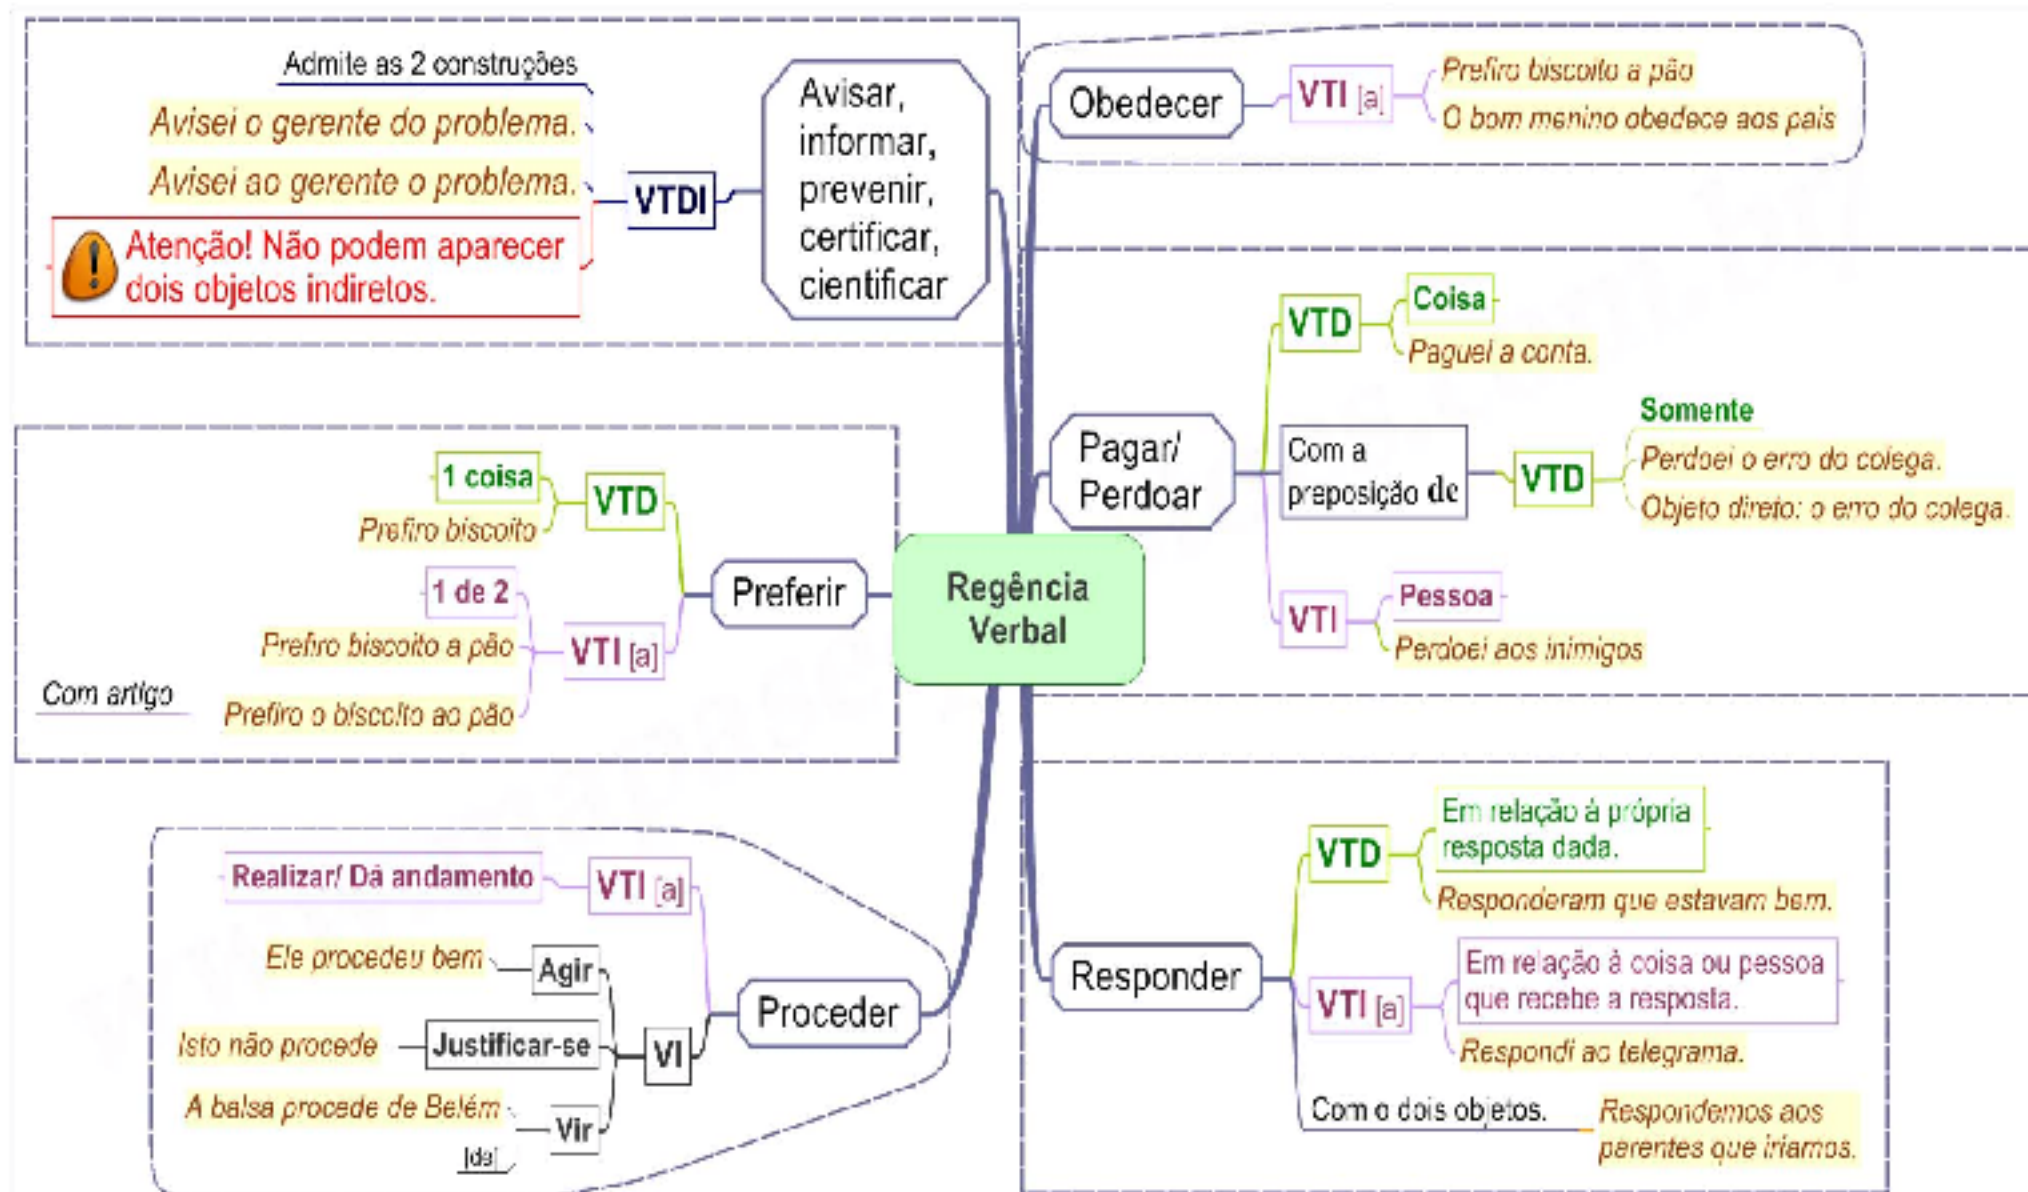 Admite as 2 construções
Avisei o gerente do problema.
Avisei ao gerente o problema.
Atenção! Não podem aparecer
dois objetos indiretos.
VTDI
Avisar,
informar,
prevenir,
certificar,
cientificar
Obedecer
VTI [a]
Prefiro biscoito a pão
O bom menino obedece aos pais
Pagar/
Perdoar
VTD
Coisa
Paguei a conta.
Com a
preposição de
VTD
Somente
Perdoei o erro do colega.
Objeto direto: o erro do colega.
VTI
Pessoa
Perdoei aos inimigos
1 coisa
Prefiro biscoito
VTD
1 de 2
Prefiro biscoito a pão
Com artigo
Prefiro o biscoito ao pão
VTI [a]
Preferir
Regência
Verbal
Realizar/ Dá andamento
VTI [a]
Ele procedeu bem
Agir
Isto não procede
Justificar-se
VI
A balsa procede de Belém
[de]
Vir
Proceder
Responder
VTD
Em relação à própria
resposta dada.
Responderam que estavam bem.
VTI [a]
Em relação à coisa ou pessoa
que recebe a resposta.
Respondi ao telegrama.
Com o dois objetos.
Respondemos aos
parentes que iríamos.